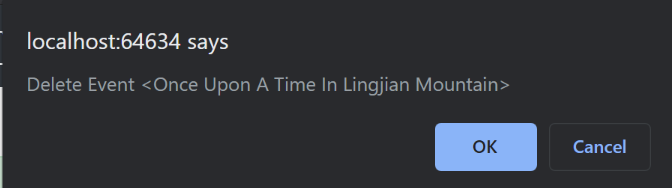 localhost:64634 says
Delete Event <Once Upon A Time In Lingjian Mountain>
OK
Cancel